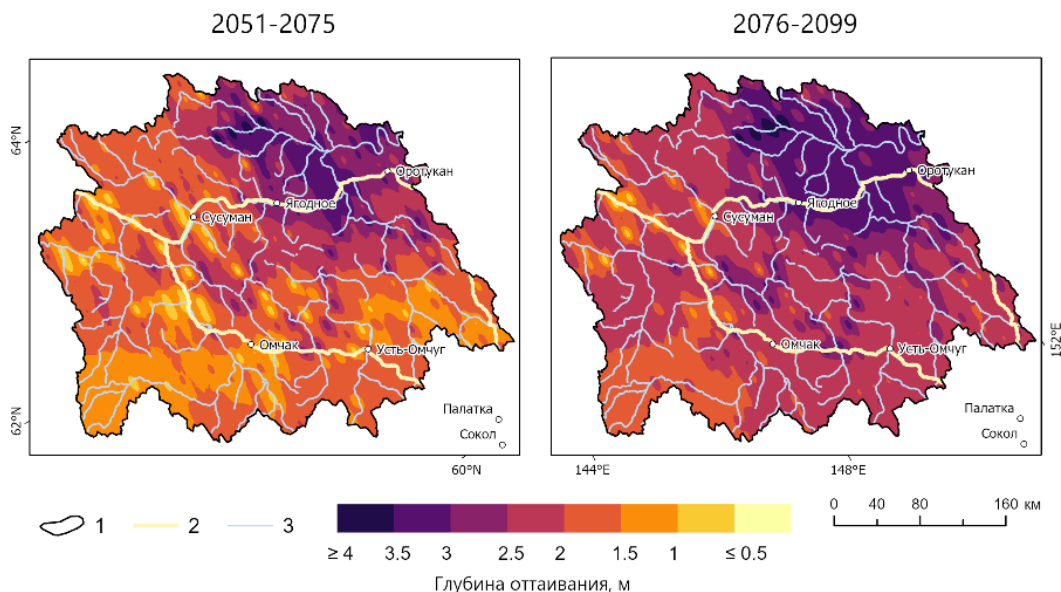 2051-2075
2076-2099
64°N
62°N
Оротукан
Ягодное
Сусуман
Омчак
Усть-Омчуг
Палатка
Сокол
60°N
Оротукан
Ягодное
Сусуман
Омчак
Усть-Омчуг
Палатка
Сокол
152°E
144°E
148°E
1
2
3
≥ 4 3.5 3 2.5 2 1.5 1 ≤ 0.5
Глубина оттаивания, м
0 40 80 160 км